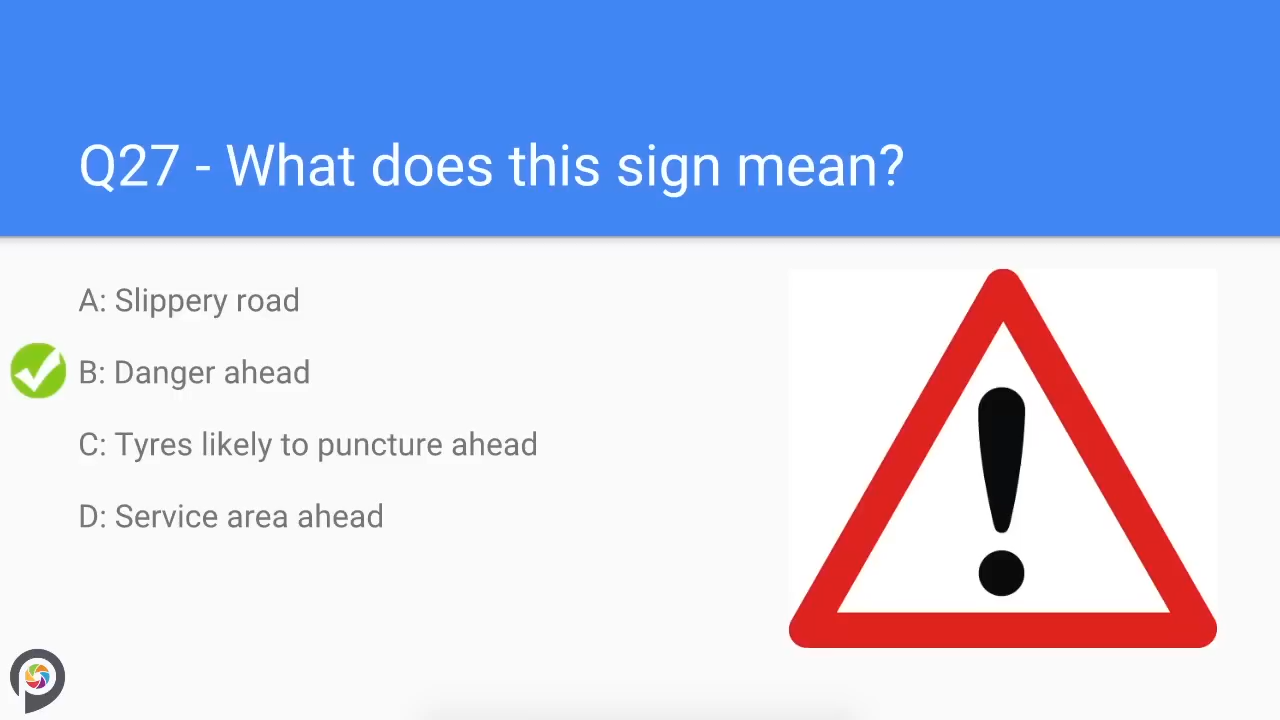 Q27 - What does this sign mean?
A: Slippery road
B: Danger ahead
C: Tyres likely to puncture ahead
D: Service area ahead
!